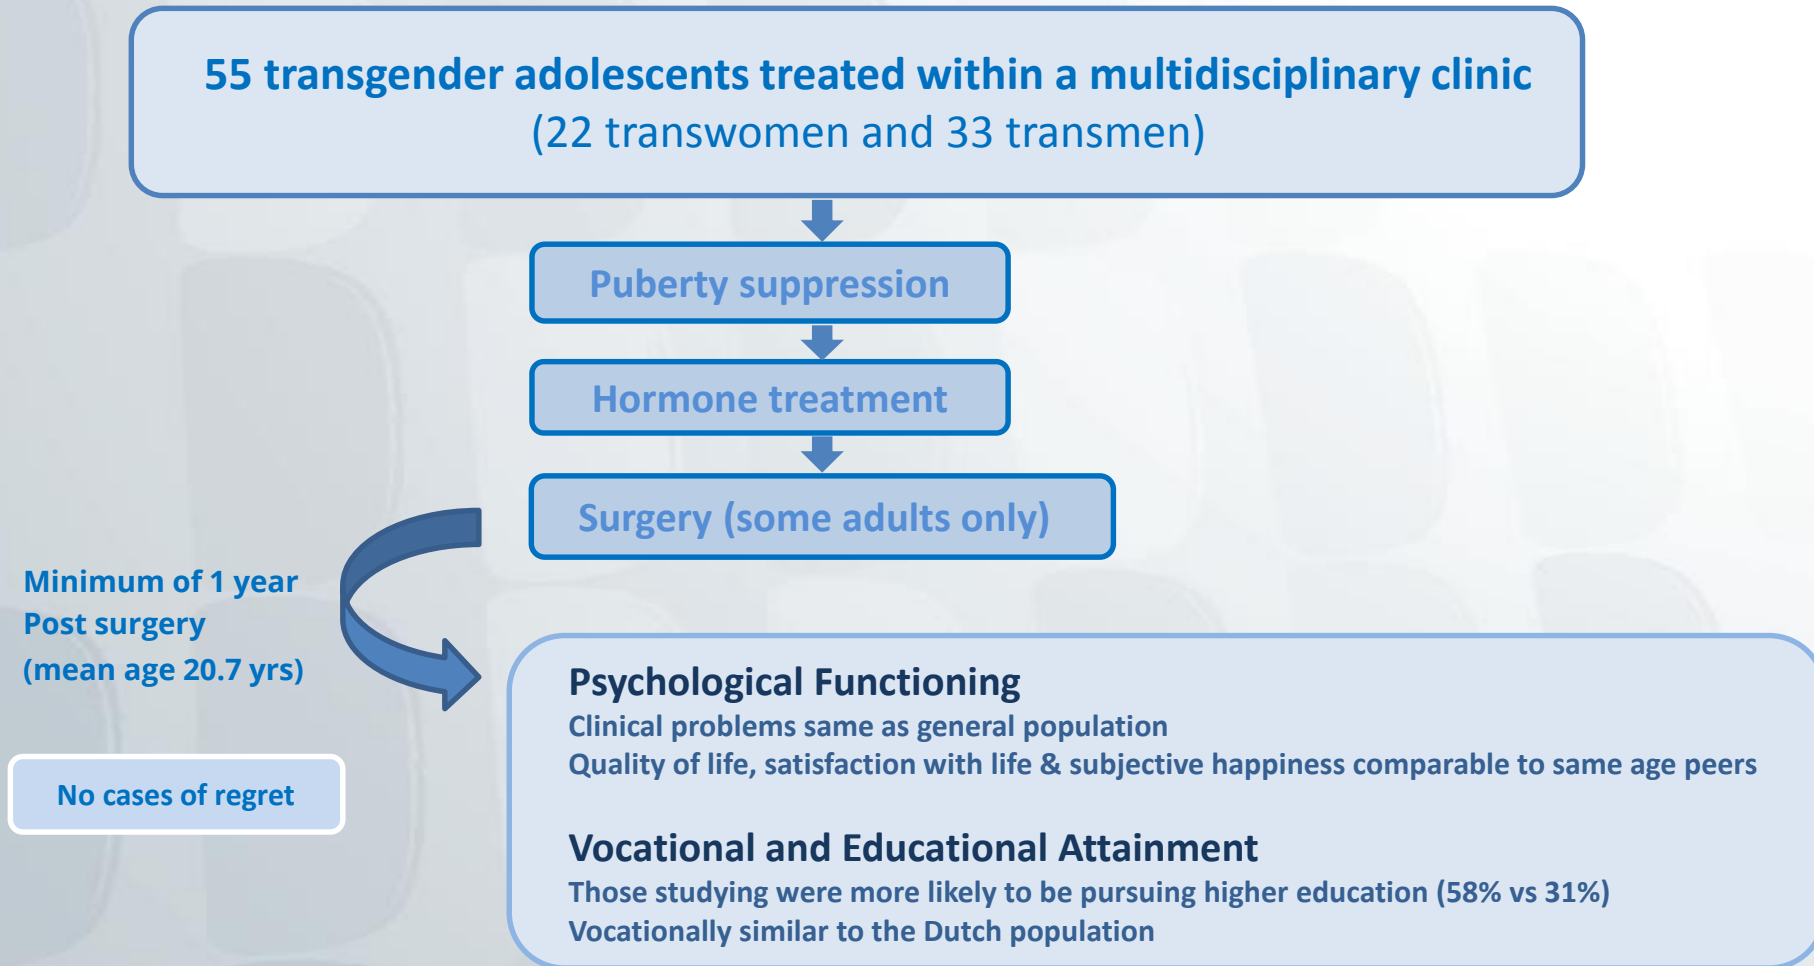 55 transgender adolescents treated within a multidisciplinary clinic
(22 transwomen and 33 transmen)
Puberty suppression
Hormone treatment
Surgery (some adults only)
Minimum of 1 year
Post surgery
(mean age 20.7 yrs)
No cases of regret
Psychological Functioning
Clinical problems same as general population
Quality of life, satisfaction with life & subjective happiness comparable to same age peers
Vocational and Educational Attainment
Those studying were more likely to be pursuing higher education (58% vs 31%)
Vocationally similar to the Dutch population